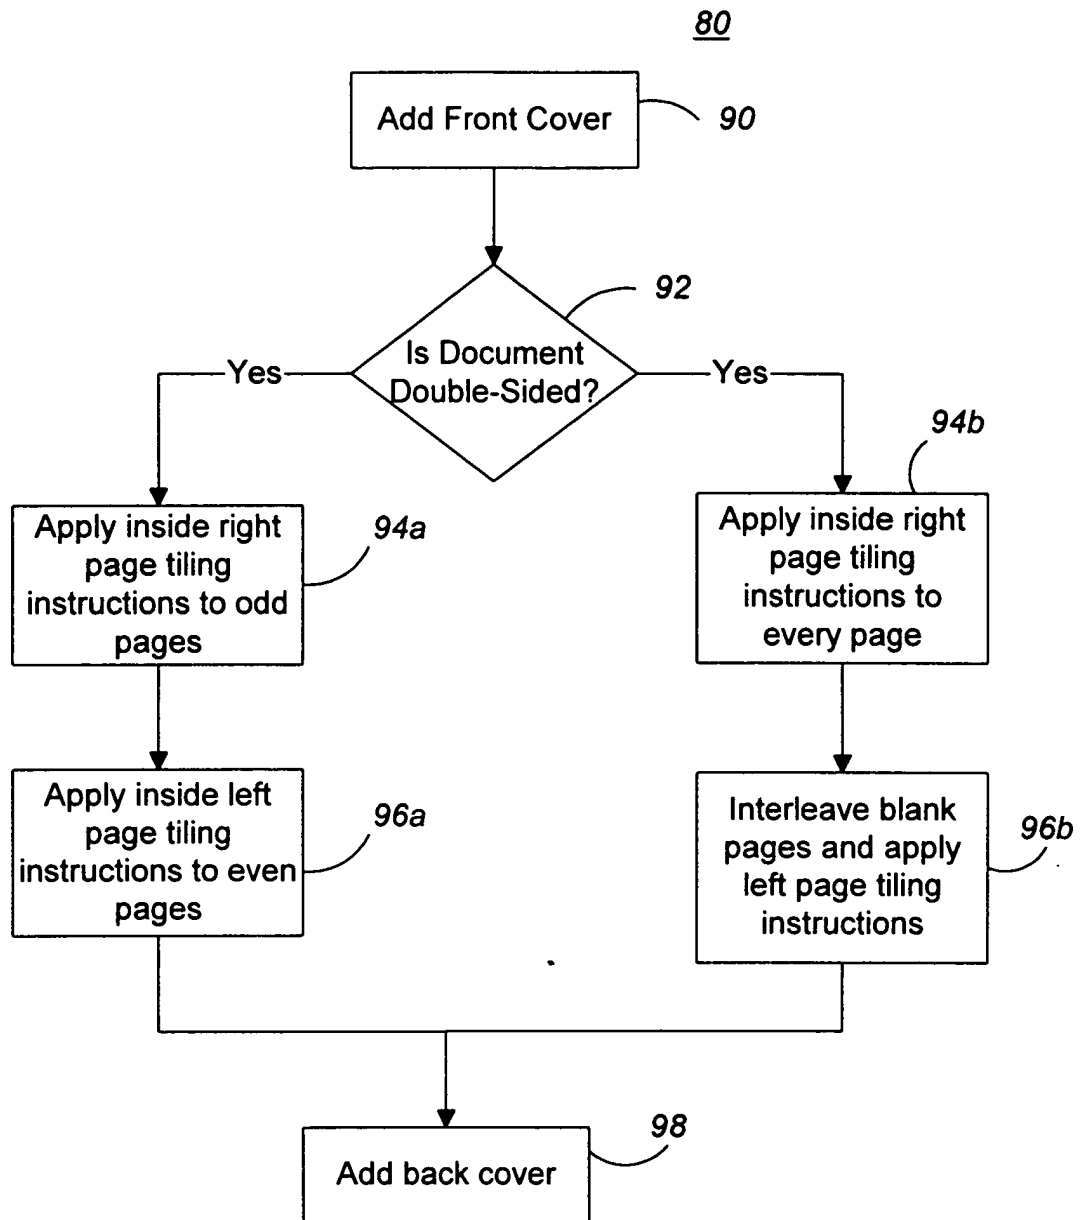 80
Add Front Cover
90
92
Is Document
Double-Sided?
Yes
Yes
94b
Apply inside right
page tiling
instructions to odd
pages
94a
Apply inside right
page tiling
instructions to
every page
Apply inside left
page tiling
instructions to even
pages
96a
Interleave blank
pages and apply
left page tiling
instructions
96b
98
Add back cover